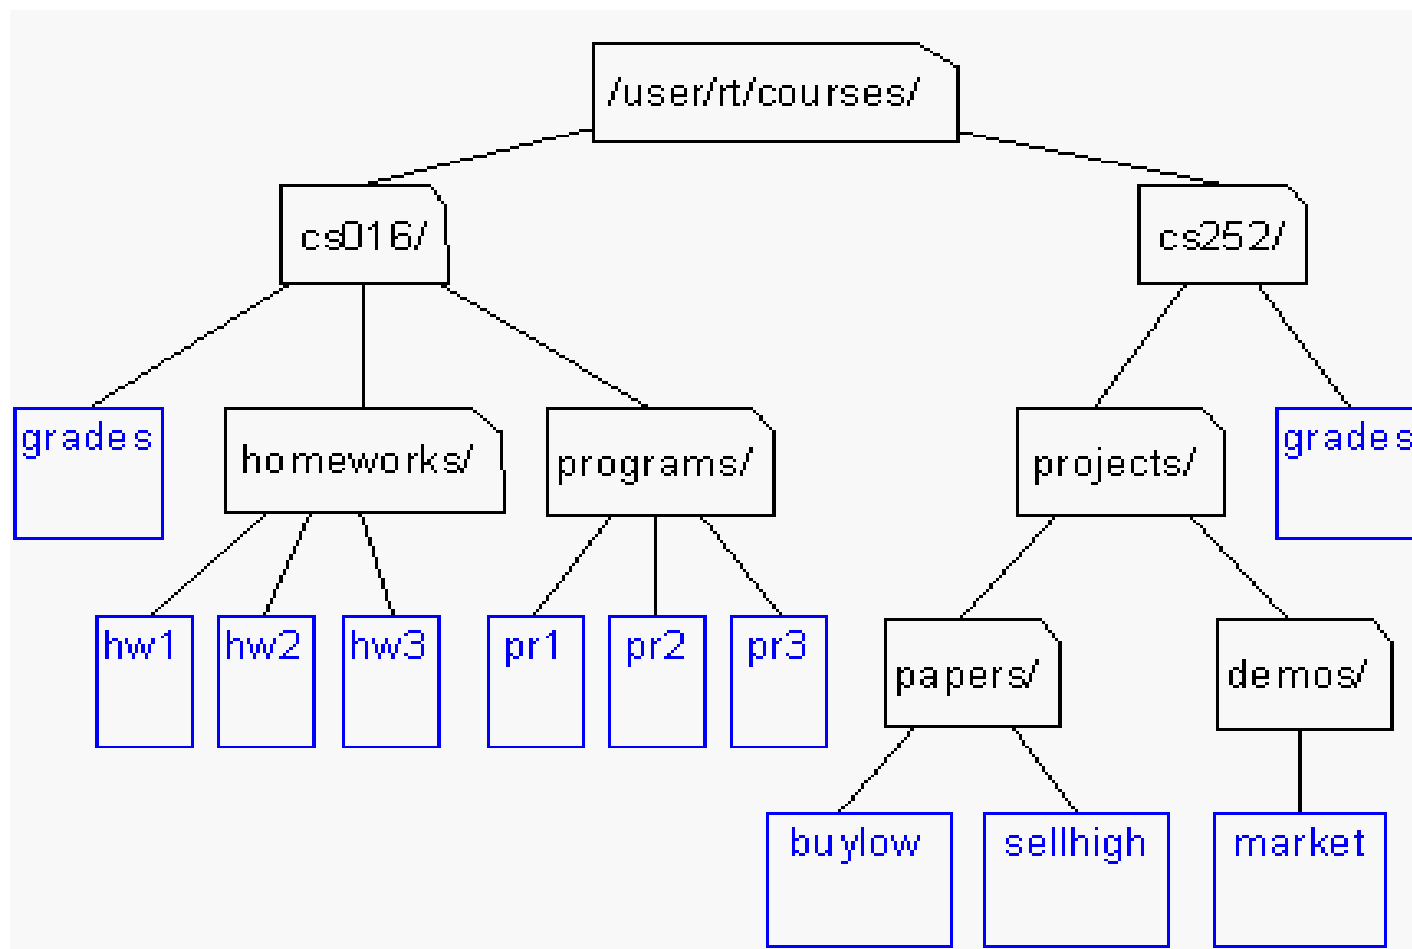 /user/rt/courses/
cs016/
cs252/
grades
homeworks/
programs/
projects/
grades
hw1
hw2
hw3
pr1
pr2
pr3
papers/
demos/
buylow
sellhigh
market